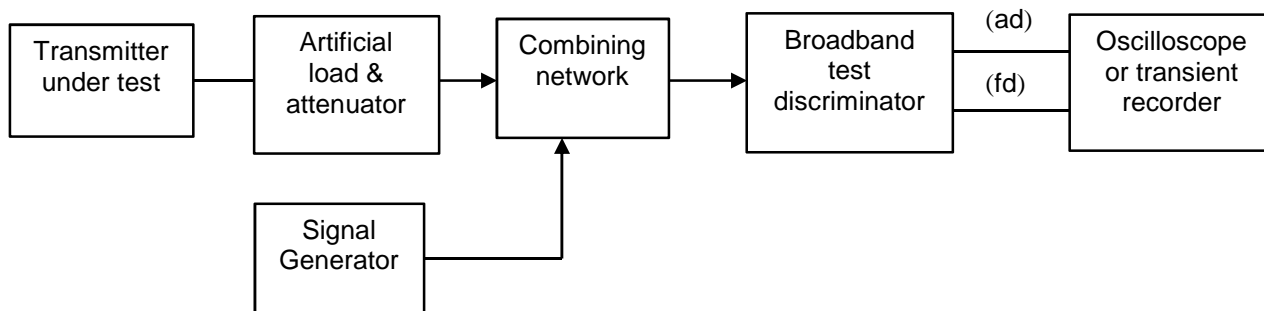 Transmitter
under test
Artificial
load &
attenuator
Combining
network
Broadband
test
discriminator
(ad)
(fd)
Oscilloscope
or transient
recorder
Signal
Generator